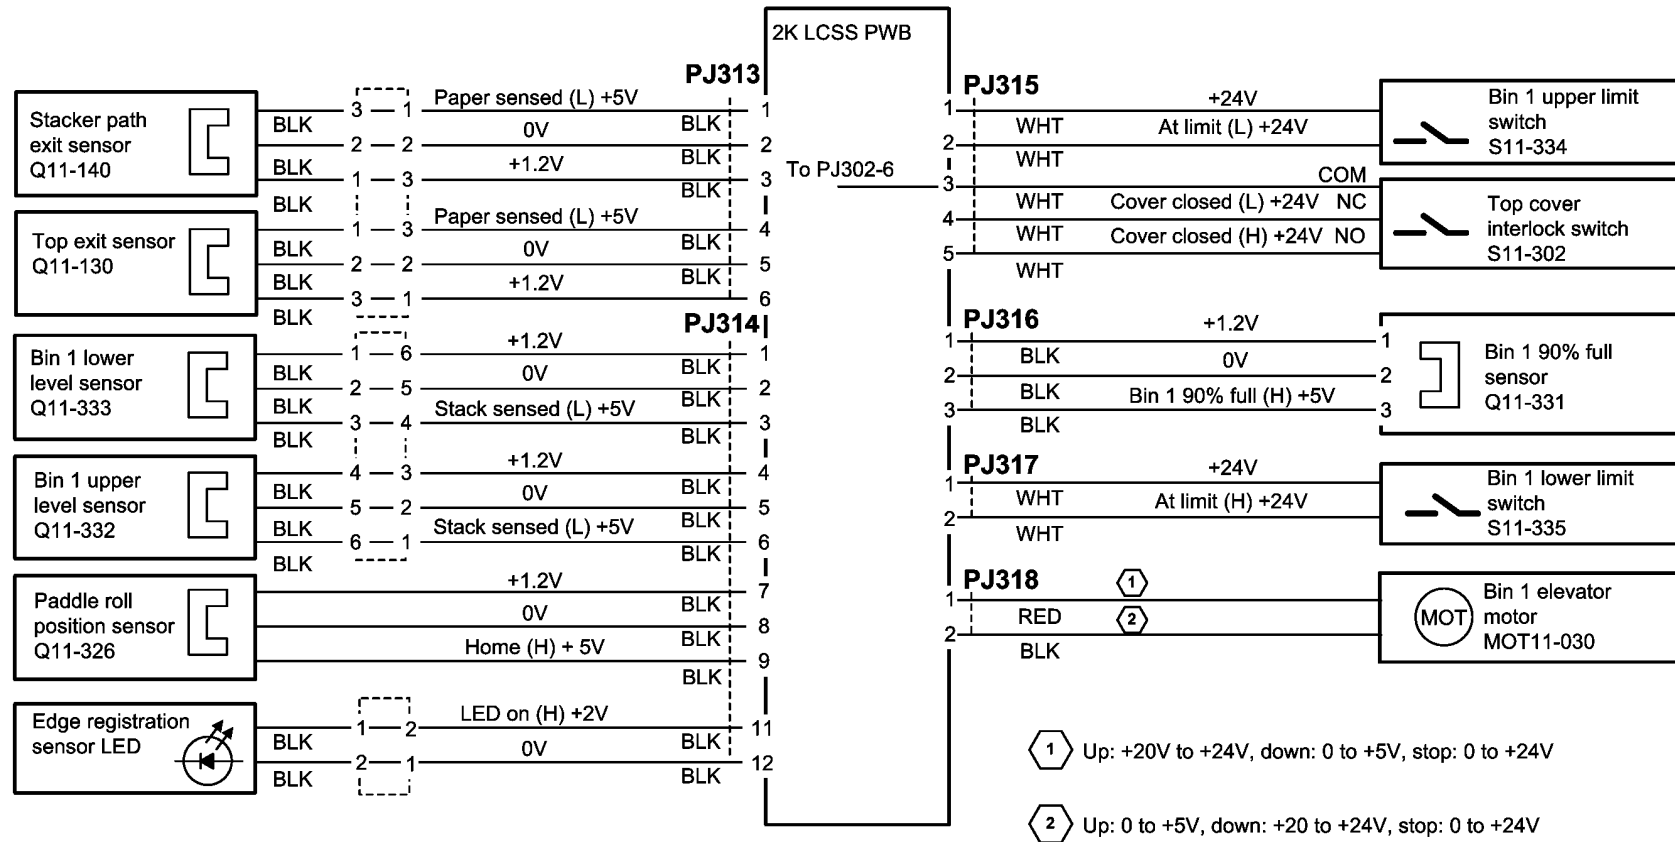 2K LCSS PWB
PJ313
Stacker path
exit sensor
Q11-140
3 1 Paper sensed (L) +5V 1
BLK BLK
2 2 0V 2
BLK BLK
1 3 +1.2V 3
BLK BLK
Top exit sensor
Q11-130
1 3 Paper sensed (L) +5V 4
BLK BLK
2 2 0V 5
BLK BLK
3 1 +1.2V 6
BLK
PJ314
Bin 1 lower
level sensor
Q11-333
1 6 +1.2V 1
BLK BLK
2 5 0V 2
BLK BLK
3 4 Stack sensed (L) +5V 3
BLK BLK
Bin 1 upper
level sensor
Q11-332
4 3 +1.2V 4
BLK BLK
5 2 0V 5
BLK BLK
6 1 Stack sensed (L) +5V 6
BLK BLK
Paddle roll
position sensor
Q11-326
+1.2V 7
BLK
0V 8
BLK
Home (H) + 5V 9
BLK
Edge registration
sensor LED
1 2 LED on (H) +2V 11
BLK BLK
2 1 0V 12
BLK BLK
To PJ302-6
PJ315
1 +24V
WHT
2 At limit (L) +24V
WHT
Bin 1 upper limit
switch
S11-334
3 COM
WHT
4 Cover closed (L) +24V NC
WHT
5 Cover closed (H) +24V NO
WHT
Top cover
interlock switch
S11-302
PJ316
1 +1.2V 1
BLK
2 0V 2
BLK
3 Bin 1 90% full (H) +5V 3
BLK
Bin 1 90% full
sensor
Q11-331
PJ317
1 +24V
WHT
2 At limit (H) +24V
WHT
Bin 1 lower limit
switch
S11-335
PJ318
1 1
RED
2 2
BLK
MOT
Bin 1 elevator
motor
MOT11-030
1 Up: +20V to +24V, down: 0 to +5V, stop: 0 to +24V
2 Up: 0 to +5V, down: +20 to +24V, stop: 0 to +24V